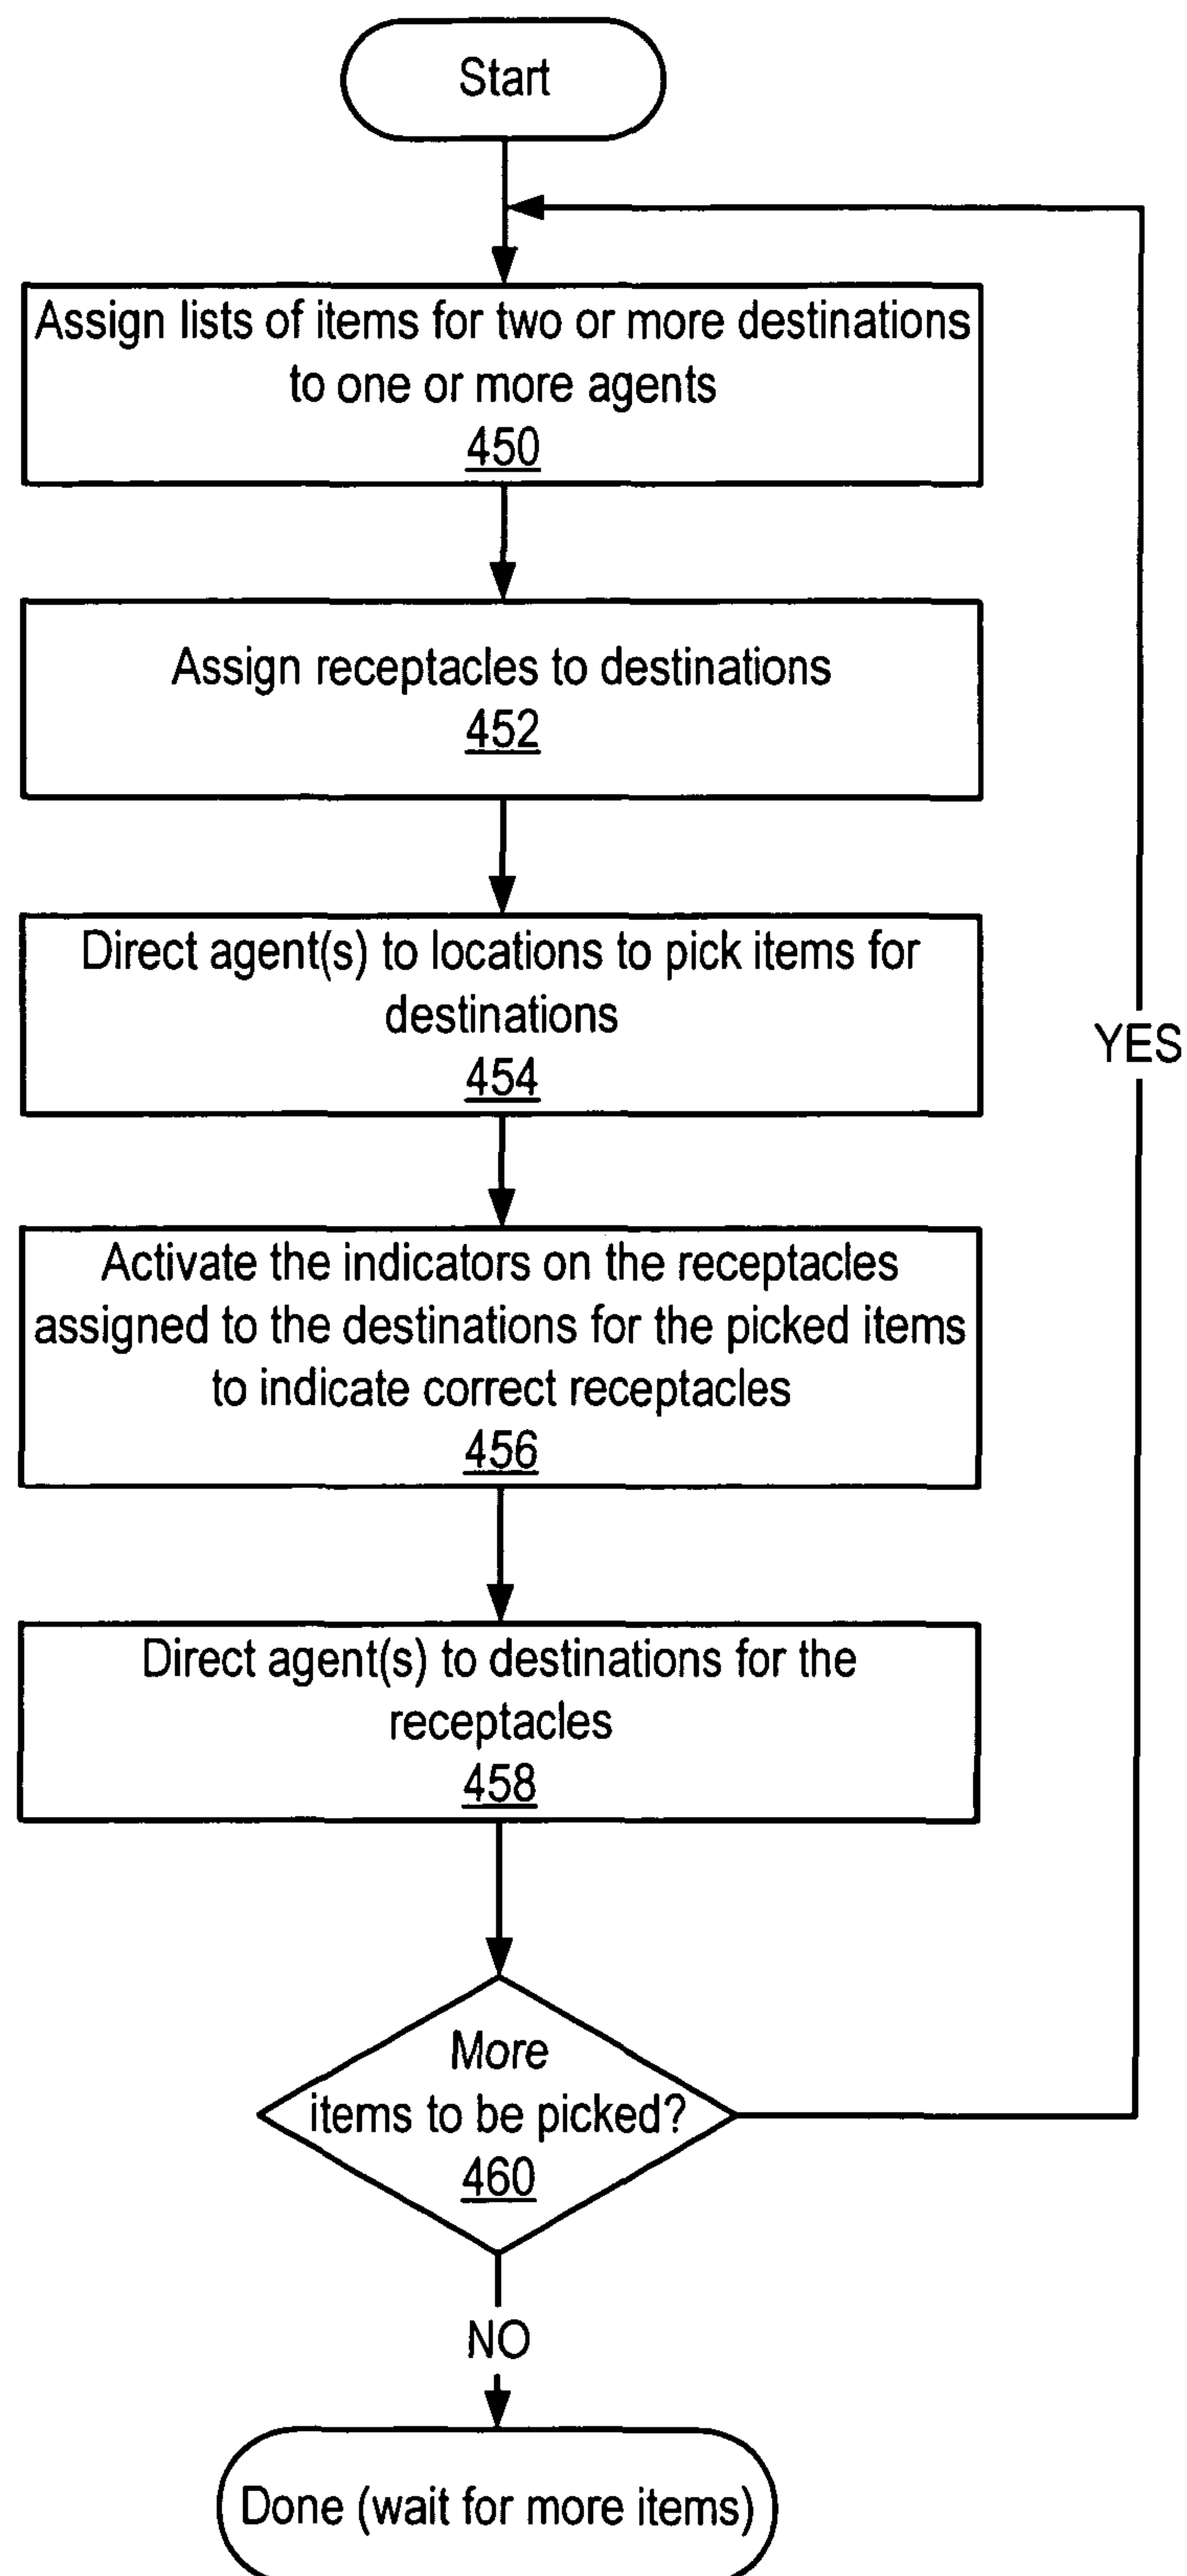 Start
Assign lists of items for two or more destinations
to one or more agents
450
Assign receptacles to destinations
452
Direct agent(s) to locations to pick items for
destinations
454
YES
Activate the indicators on the receptacles
assigned to the destinations for the picked items
to indicate correct receptacles
456
Direct agent(s) to destinations for the
receptacles
458
More
items to be picked?
460
NO
Done (wait for more items)